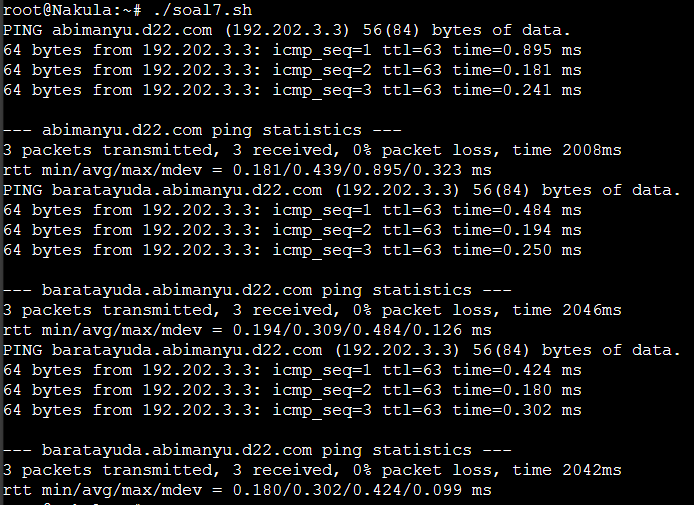 root@Nakula:~# ./soal7.sh
PING abimanyu.d22.com (192.202.3.3) 56(84) bytes of data.
64 bytes from 192.202.3.3: icmp_seq=1 ttl=63 time=0.895 ms
64 bytes from 192.202.3.3: icmp_seq=2 ttl=63 time=0.181 ms
64 bytes from 192.202.3.3: icmp_seq=3 ttl=63 time=0.241 ms
--- abimanyu.d22.com ping statistics ---
3 packets transmitted, 3 received, 0% packet loss, time 2008ms
rtt min/avg/max/mdev = 0.181/0.439/0.895/0.323 ms
PING baratayuda.abimanyu.d22.com (192.202.3.3) 56(84) bytes of data.
64 bytes from 192.202.3.3: icmp_seq=1 ttl=63 time=0.484 ms
64 bytes from 192.202.3.3: icmp_seq=2 ttl=63 time=0.194 ms
64 bytes from 192.202.3.3: icmp_seq=3 ttl=63 time=0.250 ms
--- baratayuda.abimanyu.d22.com ping statistics ---
3 packets transmitted, 3 received, 0% packet loss, time 2046ms
rtt min/avg/max/mdev = 0.194/0.309/0.484/0.126 ms
PING baratayuda.abimanyu.d22.com (192.202.3.3) 56(84) bytes of data.
64 bytes from 192.202.3.3: icmp_seq=1 ttl=63 time=0.424 ms
64 bytes from 192.202.3.3: icmp_seq=2 ttl=63 time=0.180 ms
64 bytes from 192.202.3.3: icmp_seq=3 ttl=63 time=0.302 ms
--- baratayuda.abimanyu.d22.com ping statistics ---
3 packets transmitted, 3 received, 0% packet loss, time 2042ms
rtt min/avg/max/mdev = 0.180/0.302/0.424/0.099 ms